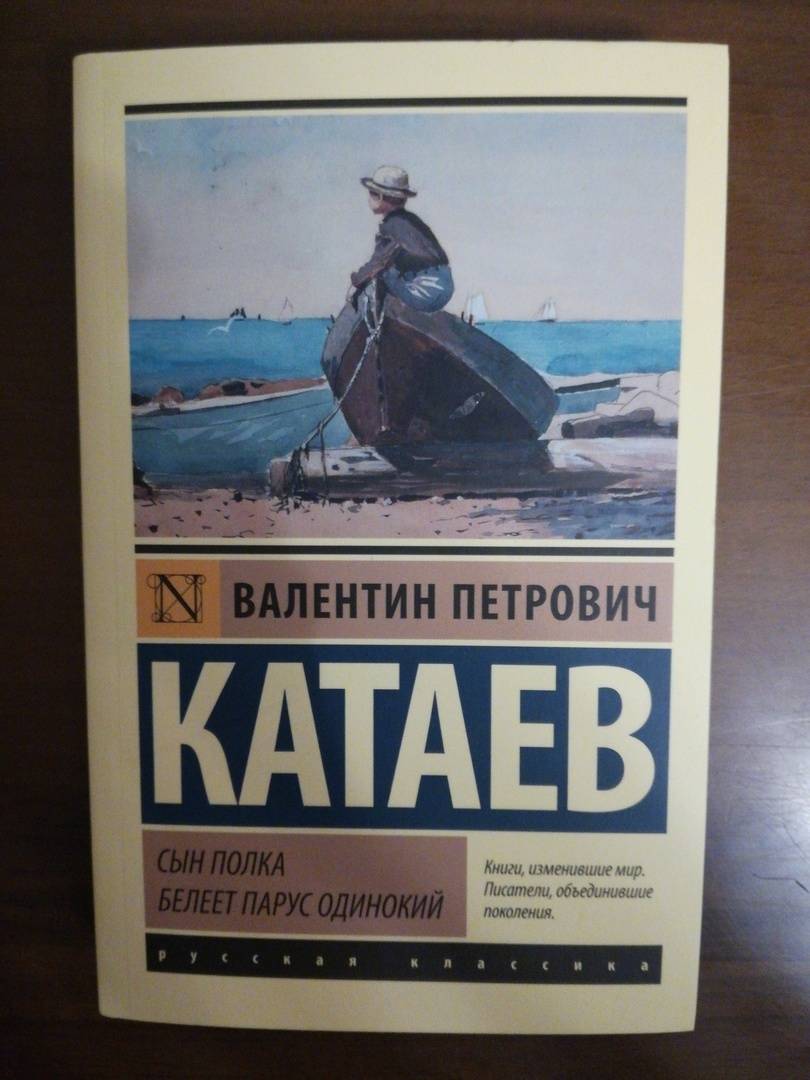 N
ВАЛЕНТИН ПЕТРОВИЧ
КАТАЕВ
СЫН ПОЛКА
БЕЛЕЕТ ПАРУС ОДИНОКИЙ
Книги, изменившие мир.
Писатели, объединившие
поколения.
русская классика